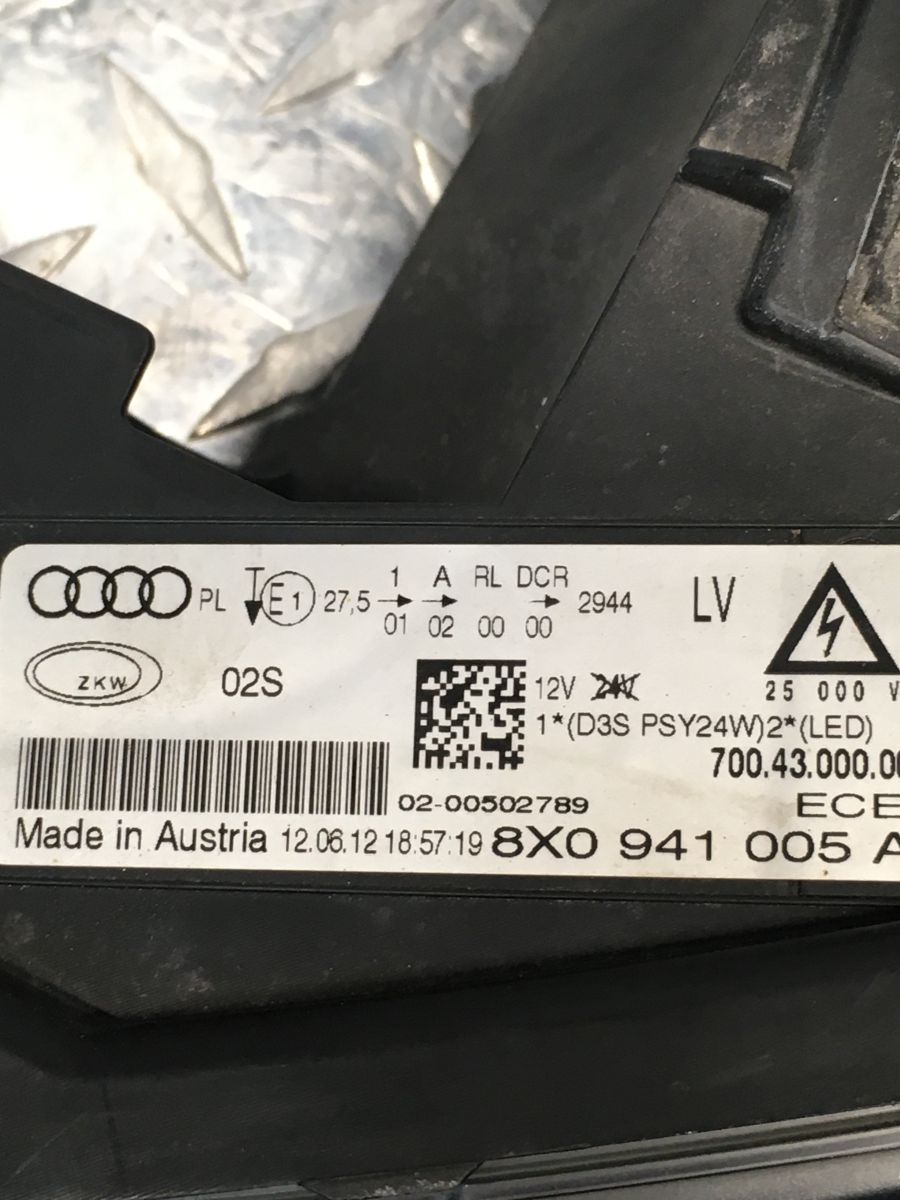 PL E1 27,5 1 A RL DCR 2944 LV
01 02 00 00
ZKW 02S
12V 24V 25 000 V
1*(D3S PSY24W)2*(LED)
700.43.000.0
02-00502789 ECE
Made in Austria 12.06.12 18:57:19 8X0 941 005 A